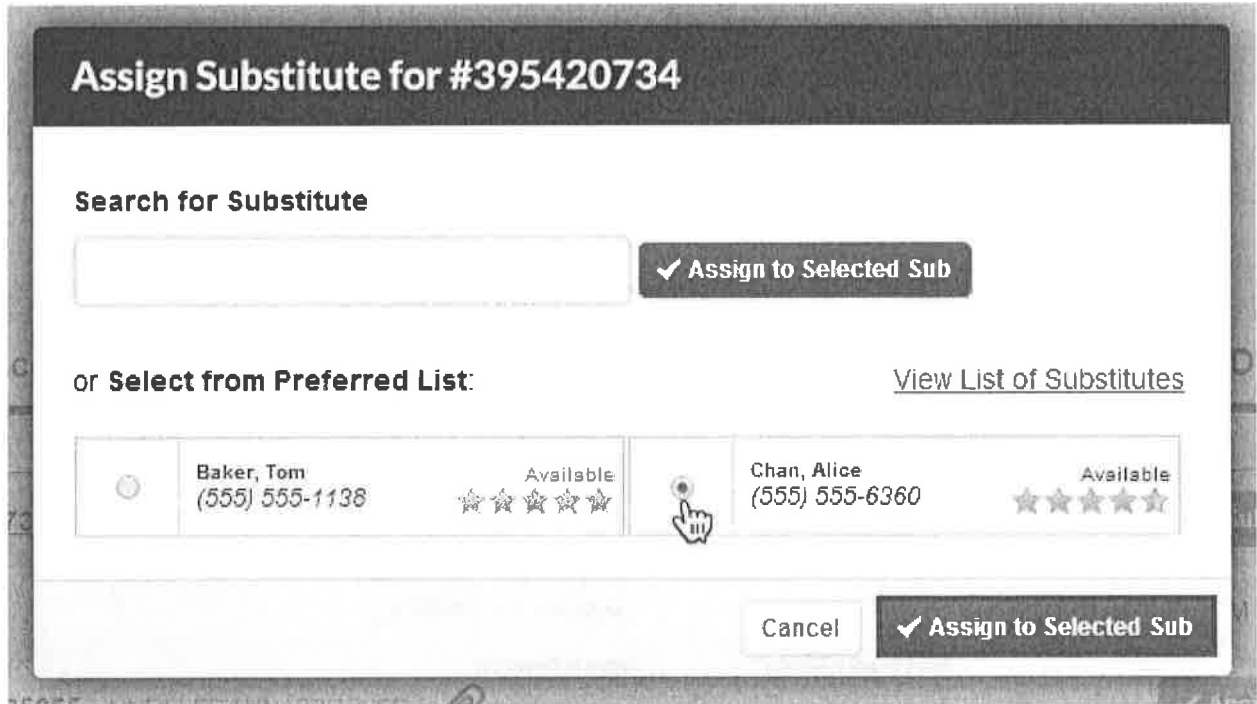 Assign Substitute for #395420734
Search for Substitute
✓ Assign to Selected Sub
or Select from Preferred List:
View List of Substitutes
Baker, Tom
(555) 555-1138
Available
Chan, Alice
(555) 555-6360
Available
Cancel
✓ Assign to Selected Sub